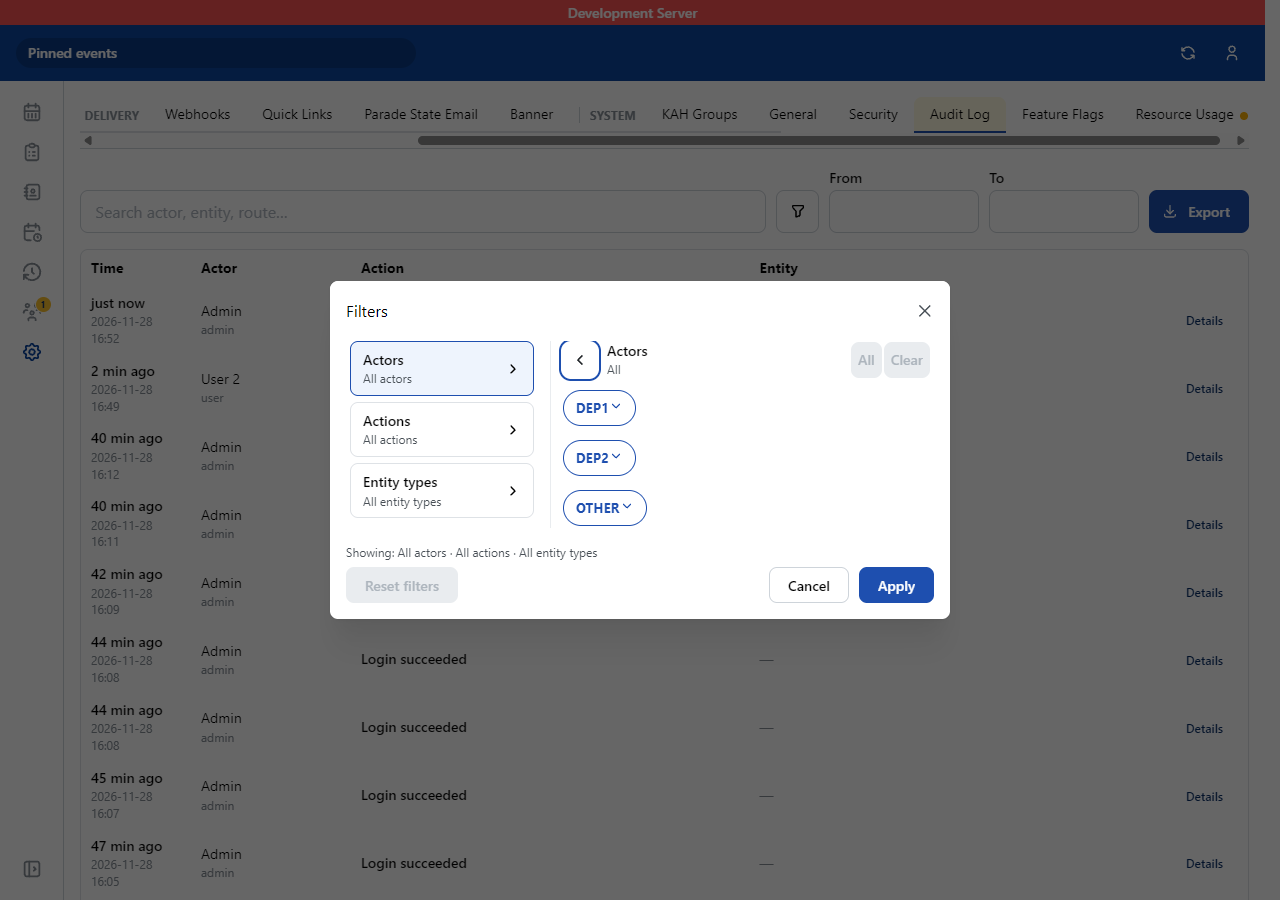 Development Server
Pinned events
DELIVERY Webhooks Quick Links Parade State Email Banner SYSTEM KAH Groups General Security Audit Log Feature Flags Resource Usage
From To
Search actor, entity, route... Export
Time Actor Action Entity
just now
2026-11-28
16:52
Admin
admin
Details
2 min ago
2026-11-28
16:49
User 2
user
Details
40 min ago
2026-11-28
16:12
Admin
admin
Details
40 min ago
2026-11-28
16:11
Admin
admin
Details
42 min ago
2026-11-28
16:09
Admin
admin
Details
44 min ago
2026-11-28
16:08
Admin
admin
Login succeeded
—
Details
44 min ago
2026-11-28
16:08
Admin
admin
Login succeeded
—
Details
45 min ago
2026-11-28
16:07
Admin
admin
Login succeeded
—
Details
47 min ago
2026-11-28
16:05
Admin
admin
Login succeeded
—
Details
1
Filters
Actors
All actors
Actions
All actions
Entity types
All entity types
Actors
All
All Clear
DEP1
DEP2
OTHER
Showing: All actors · All actions · All entity types
Reset filters Cancel Apply